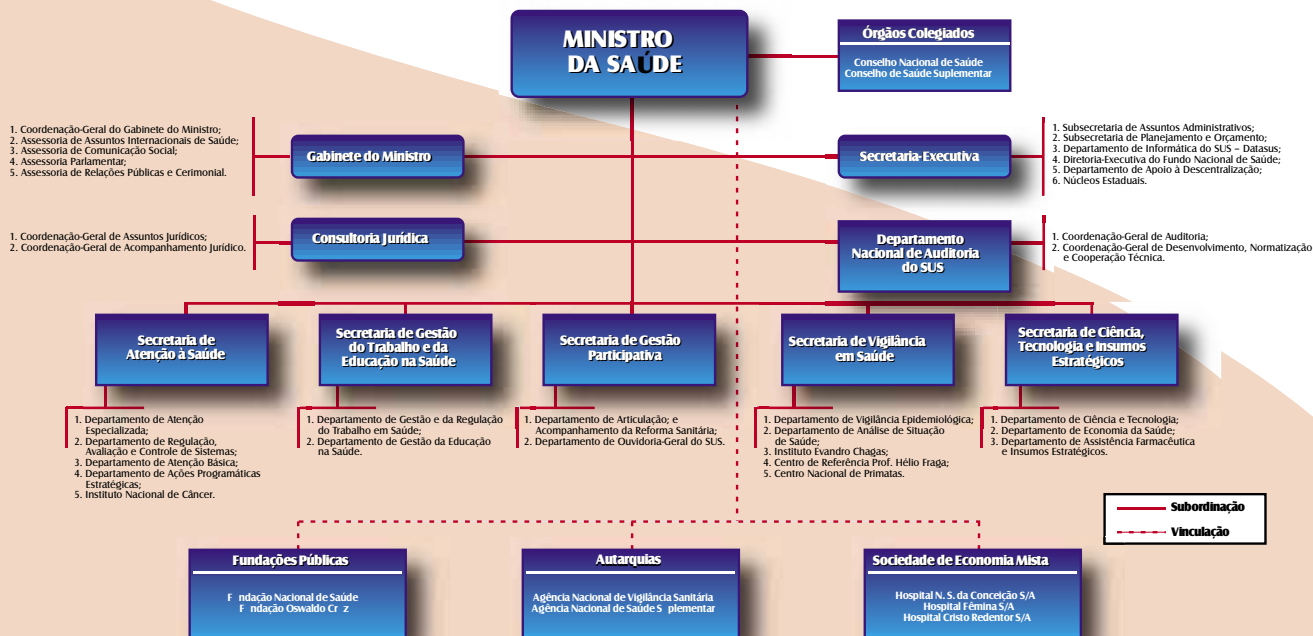 MINISTRO
DA SAÚDE
Órgãos Colegiados
Conselho Nacional de Saúde
Conselho de Saúde Suplementar
1. Coordenação-Geral do Gabinete do Ministro;
2. Assessoria de Assuntos Internacionais de Saúde;
3. Assessoria de Comunicação Social;
4. Assessoria Parlamentar;
5. Assessoria de Relações Públicas e Cerimonial.
Gabinete do Ministro
Secretaria-Executiva
1. Subsecretaria de Assuntos Administrativos;
2. Subsecretaria de Planejamento e Orçamento;
3. Departamento de Informática do SUS – Datasus;
4. Diretoria-Executiva do Fundo Nacional de Saúde;
5. Departamento de Apoio à Descentralização;
6. Núcleos Estaduais.
1. Coordenação-Geral de Assuntos Jurídicos;
2. Coordenação-Geral de Acompanhamento Jurídico.
Consultoria Jurídica
Departamento
Nacional de Auditoria
do SUS
1. Coordenação-Geral de Auditoria;
2. Coordenação-Geral de Desenvolvimento, Normatização
e Cooperação Técnica.
Secretaria de
Atenção à Saúde
Secretaria de Gestão
do Trabalho e da
Educação na Saúde
Secretaria de Gestão
Participativa
Secretaria de Vigilância
em Saúde
Secretaria de Ciência,
Tecnologia e Insumos
Estratégicos
1. Departamento de Atenção
Especializada;
2. Departamento de Regulação,
Avaliação e Controle de Sistemas;
3. Departamento de Atenção Básica;
4. Departamento de Ações Programáticas
Estratégicas;
5. Instituto Nacional de Câncer.
1. Departamento de Gestão e da Regulação
do Trabalho em Saúde;
2. Departamento de Gestão da Educação
na Saúde.
1. Departamento de Articulação; e
Acompanhamento da Reforma Sanitária;
2. Departamento de Ouvidoria-Geral do SUS.
1. Departamento de Vigilância Epidemiológica;
2. Departamento de Análise de Situação
de Saúde;
3. Instituto Evandro Chagas;
4. Centro de Referência Prof. Hélio Fraga;
5. Centro Nacional de Primatas.
1. Departamento de Ciência e Tecnologia;
2. Departamento de Economia da Saúde;
3. Departamento de Assistência Farmacêutica
e Insumos Estratégicos.
Subordinação
Vinculação
Fundações Públicas
F ndação Nacional de Saúde
F ndação Oswaldo Cr z
Autarquias
Agência Nacional de Vigilância Sanitária
Agência Nacional de Saúde S plementar
Sociedade de Economia Mista
Hospital N. S. da Conceição S/A
Hospital Fêmina S/A
Hospital Cristo Redentor S/A